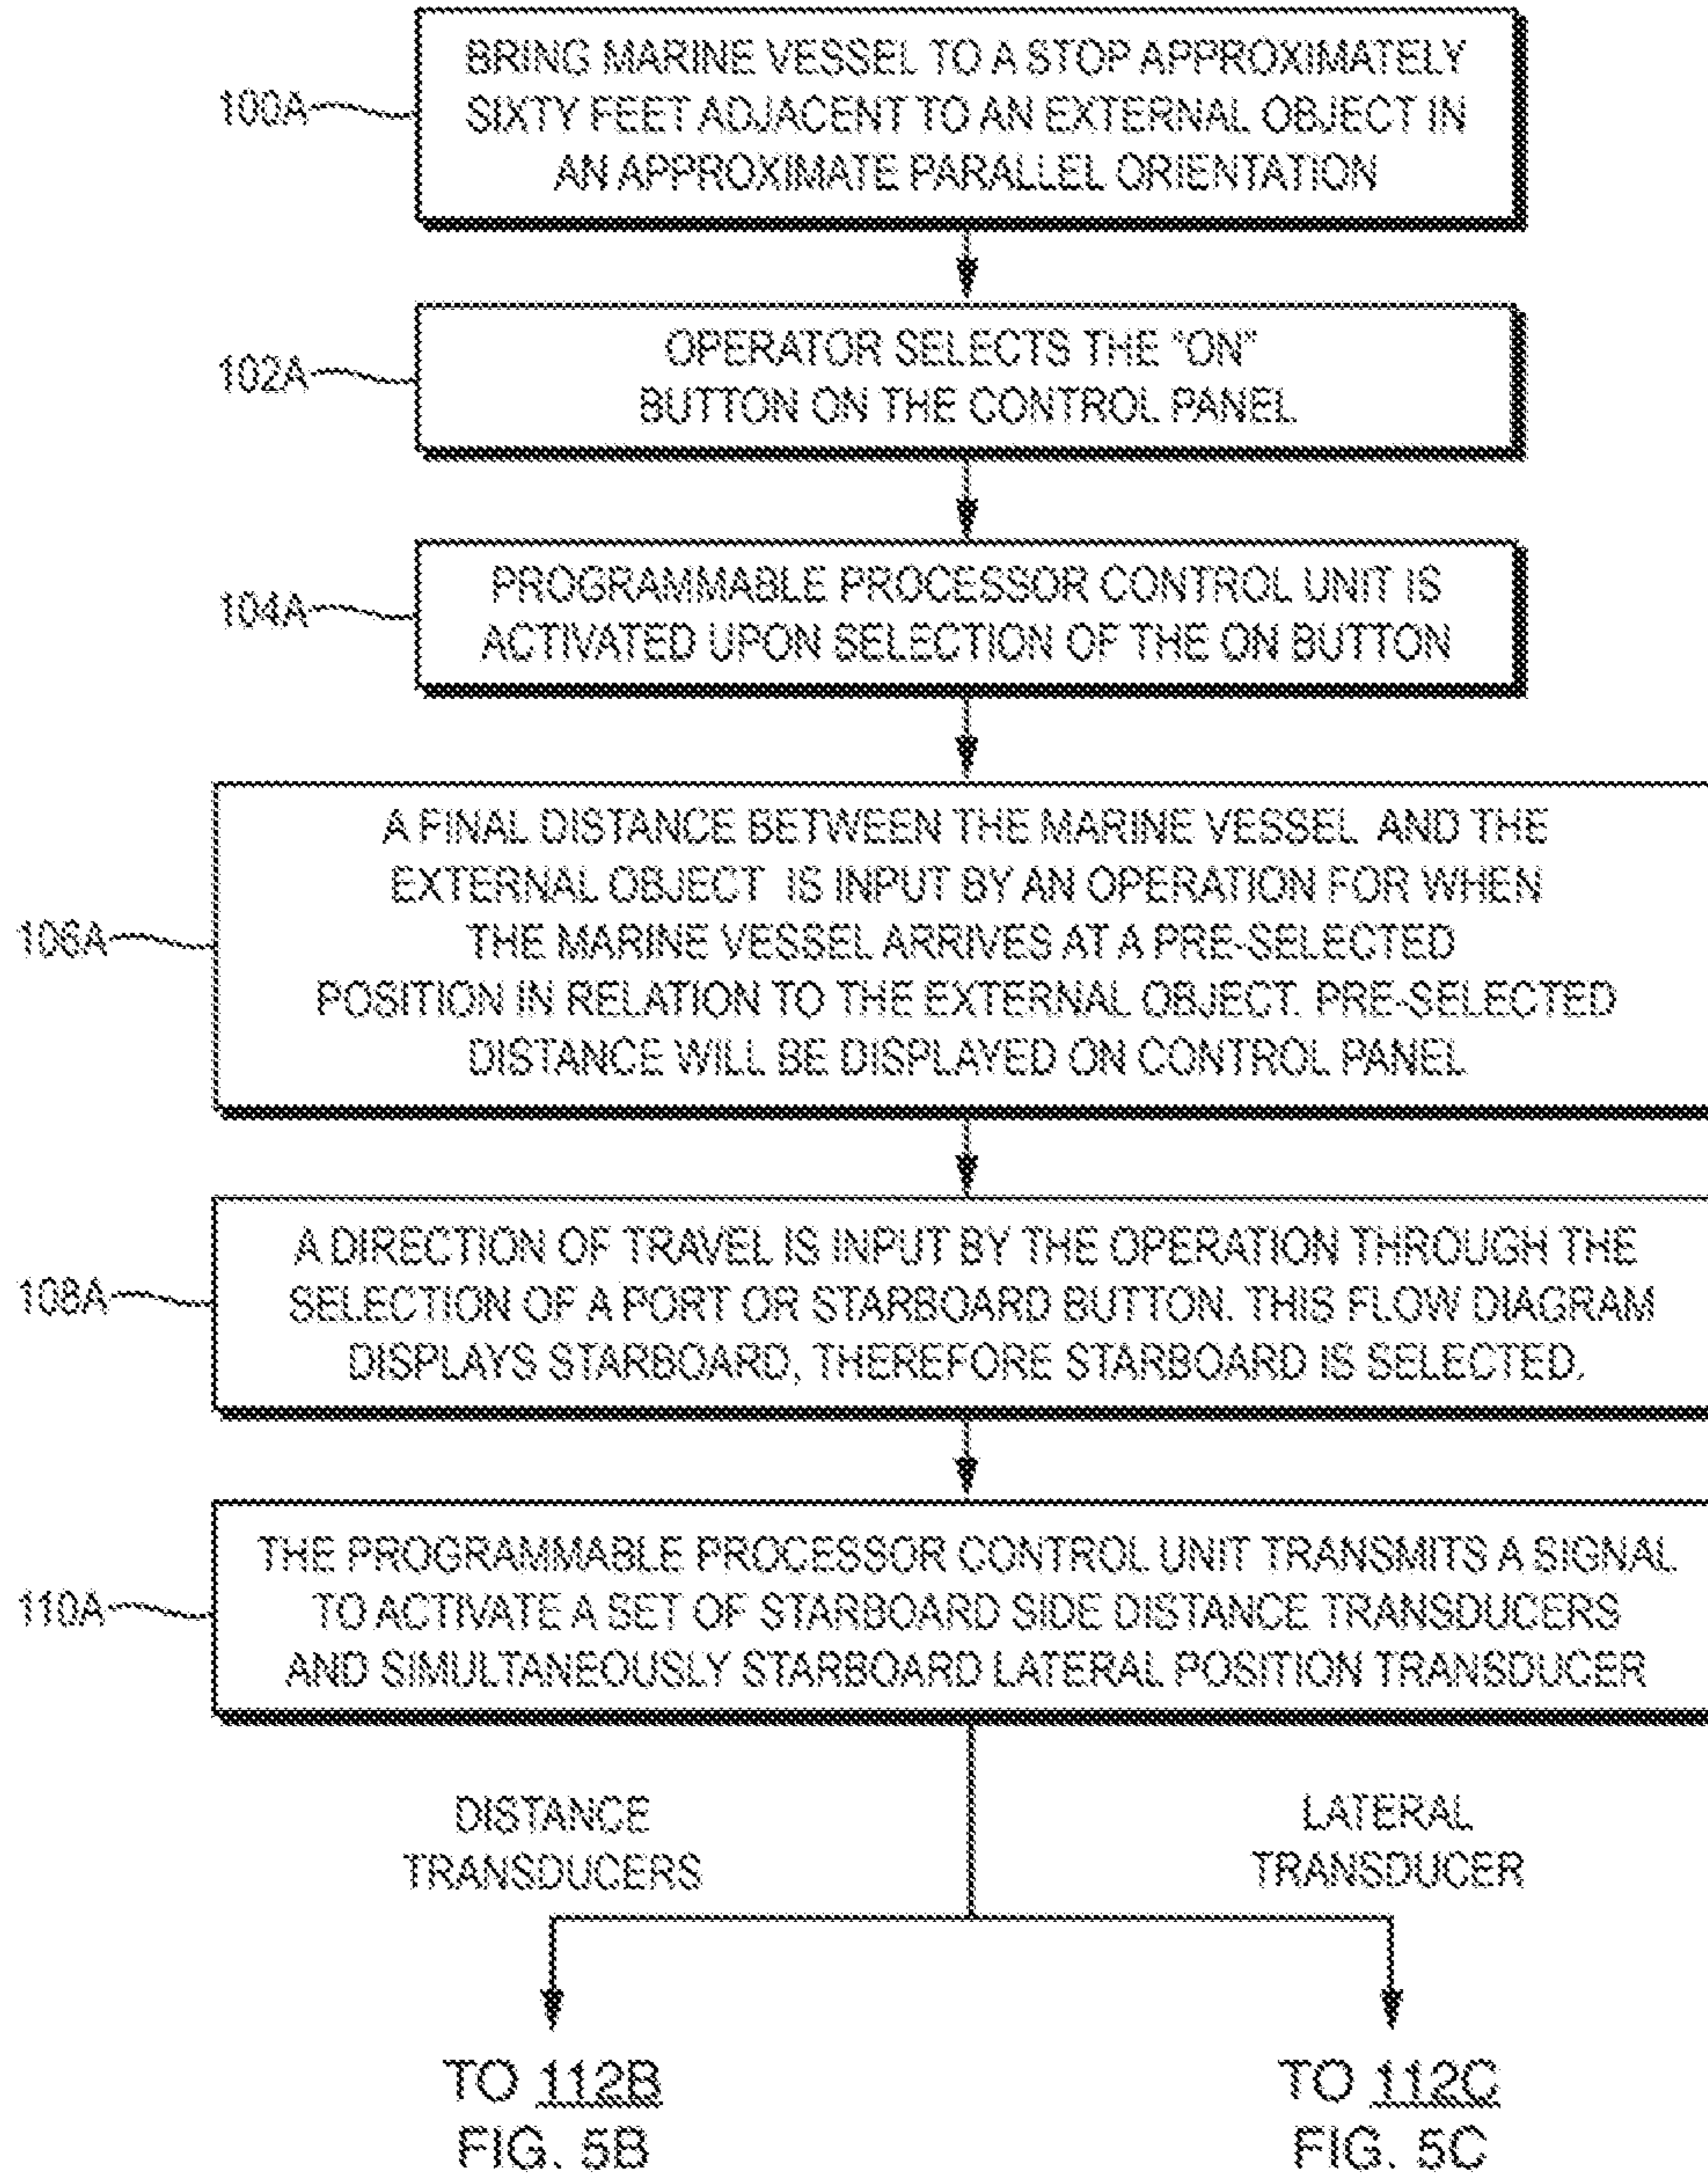 BRING MARINE VESSEL TO A STOP APPROXIMATELY
SIXTY FEET ADJACENT TO AN EXTERNAL OBJECT IN
AN APPROXIMATE PARALLEL ORIENTATION
100A
OPERATOR SELECTS THE "ON"
BUTTON ON THE CONTROL PANEL
102A
PROGRAMMABLE PROCESSOR CONTROL UNIT IS
ACTIVATED UPON SELECTION OF THE ON BUTTON
104A
A FINAL DISTANCE BETWEEN THE MARINE VESSEL AND THE
EXTERNAL OBJECT IS INPUT BY AN OPERATION FOR WHEN
THE MARINE VESSEL ARRIVES AT A PRE-SELECTED
POSITION IN RELATION TO THE EXTERNAL OBJECT. PRE-SELECTED
DISTANCE WILL BE DISPLAYED ON CONTROL PANEL
106A
A DIRECTION OF TRAVEL IS INPUT BY THE OPERATION THROUGH THE
SELECTION OF A PORT OR STARBOARD BUTTON. THIS FLOW DIAGRAM
DISPLAYS STARBOARD, THEREFORE STARBOARD IS SELECTED.
108A
THE PROGRAMMABLE PROCESSOR CONTROL UNIT TRANSMITS A SIGNAL
TO ACTIVATE A SET OF STARBOARD SIDE DISTANCE TRANSDUCERS
AND SIMULTANEOUSLY STARBOARD LATERAL POSITION TRANSDUCER
110A
DISTANCE
TRANSDUCERS
LATERAL
TRANSDUCER
TO 112B
FIG. 5B
TO 112C
FIG. 5C